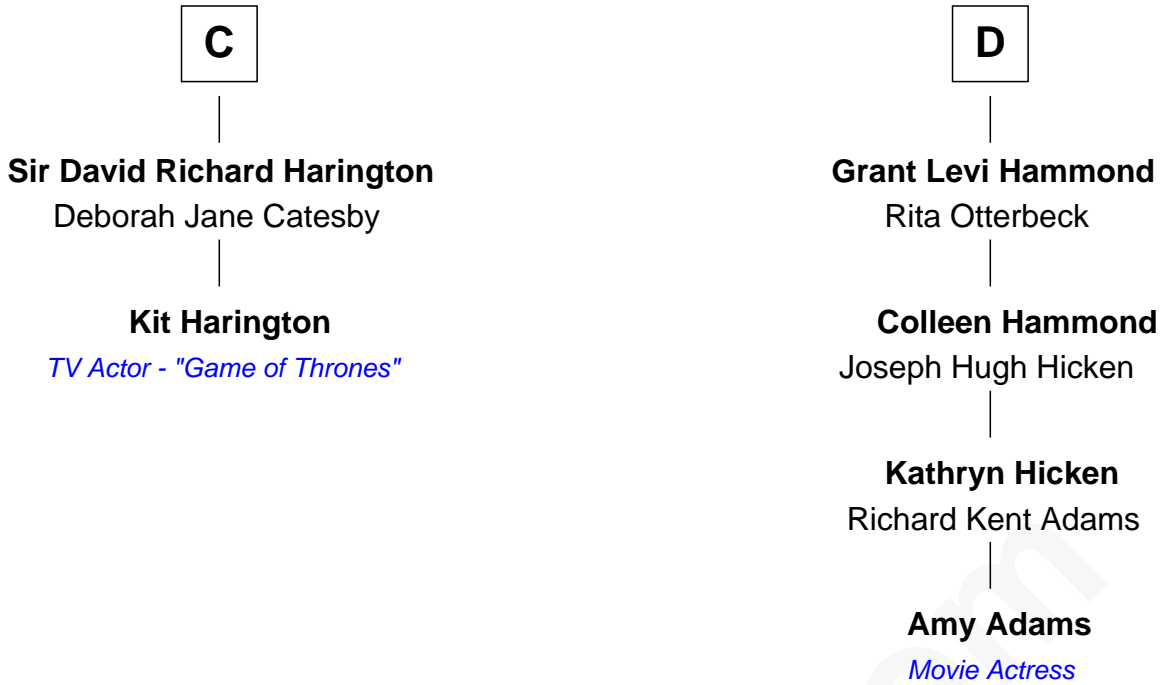 C
Sir David Richard Harington
Deborah Jane Catesby
Kit Harington
TV Actor - "Game of Thrones"
D
Grant Levi Hammond
Rita Otterbeck
Colleen Hammond
Joseph Hugh Hicken
Kathryn Hicken
Richard Kent Adams
Amy Adams
Movie Actress
om